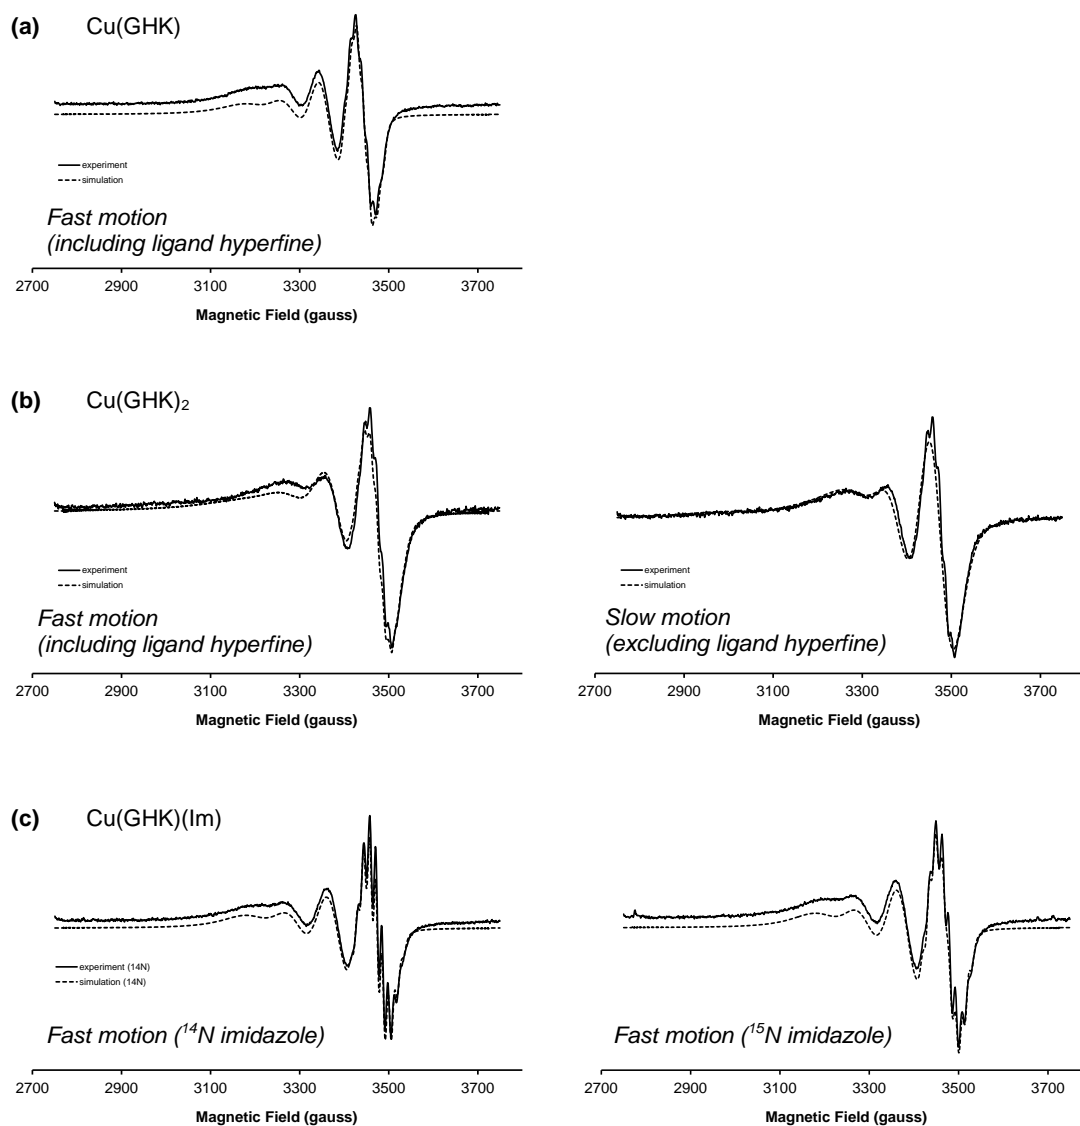 (a) Cu(GHK)
experiment
simulation
Fast motion
(including ligand hyperfine)
2700 2900 3100 3300 3500 3700
Magnetic Field (gauss)
(b) Cu(GHK)₂
experiment
simulation
Fast motion
(including ligand hyperfine)
2700 2900 3100 3300 3500 3700
Magnetic Field (gauss)
experiment
simulation
Slow motion
(excluding ligand hyperfine)
2700 2900 3100 3300 3500 3700
Magnetic Field (gauss)
(c) Cu(GHK)(Im)
experiment (14N)
simulation (14N)
Fast motion (¹⁴N imidazole)
2700 2900 3100 3300 3500 3700
Magnetic Field (gauss)
Fast motion (¹⁵N imidazole)
2700 2900 3100 3300 3500 3700
Magnetic Field (gauss)